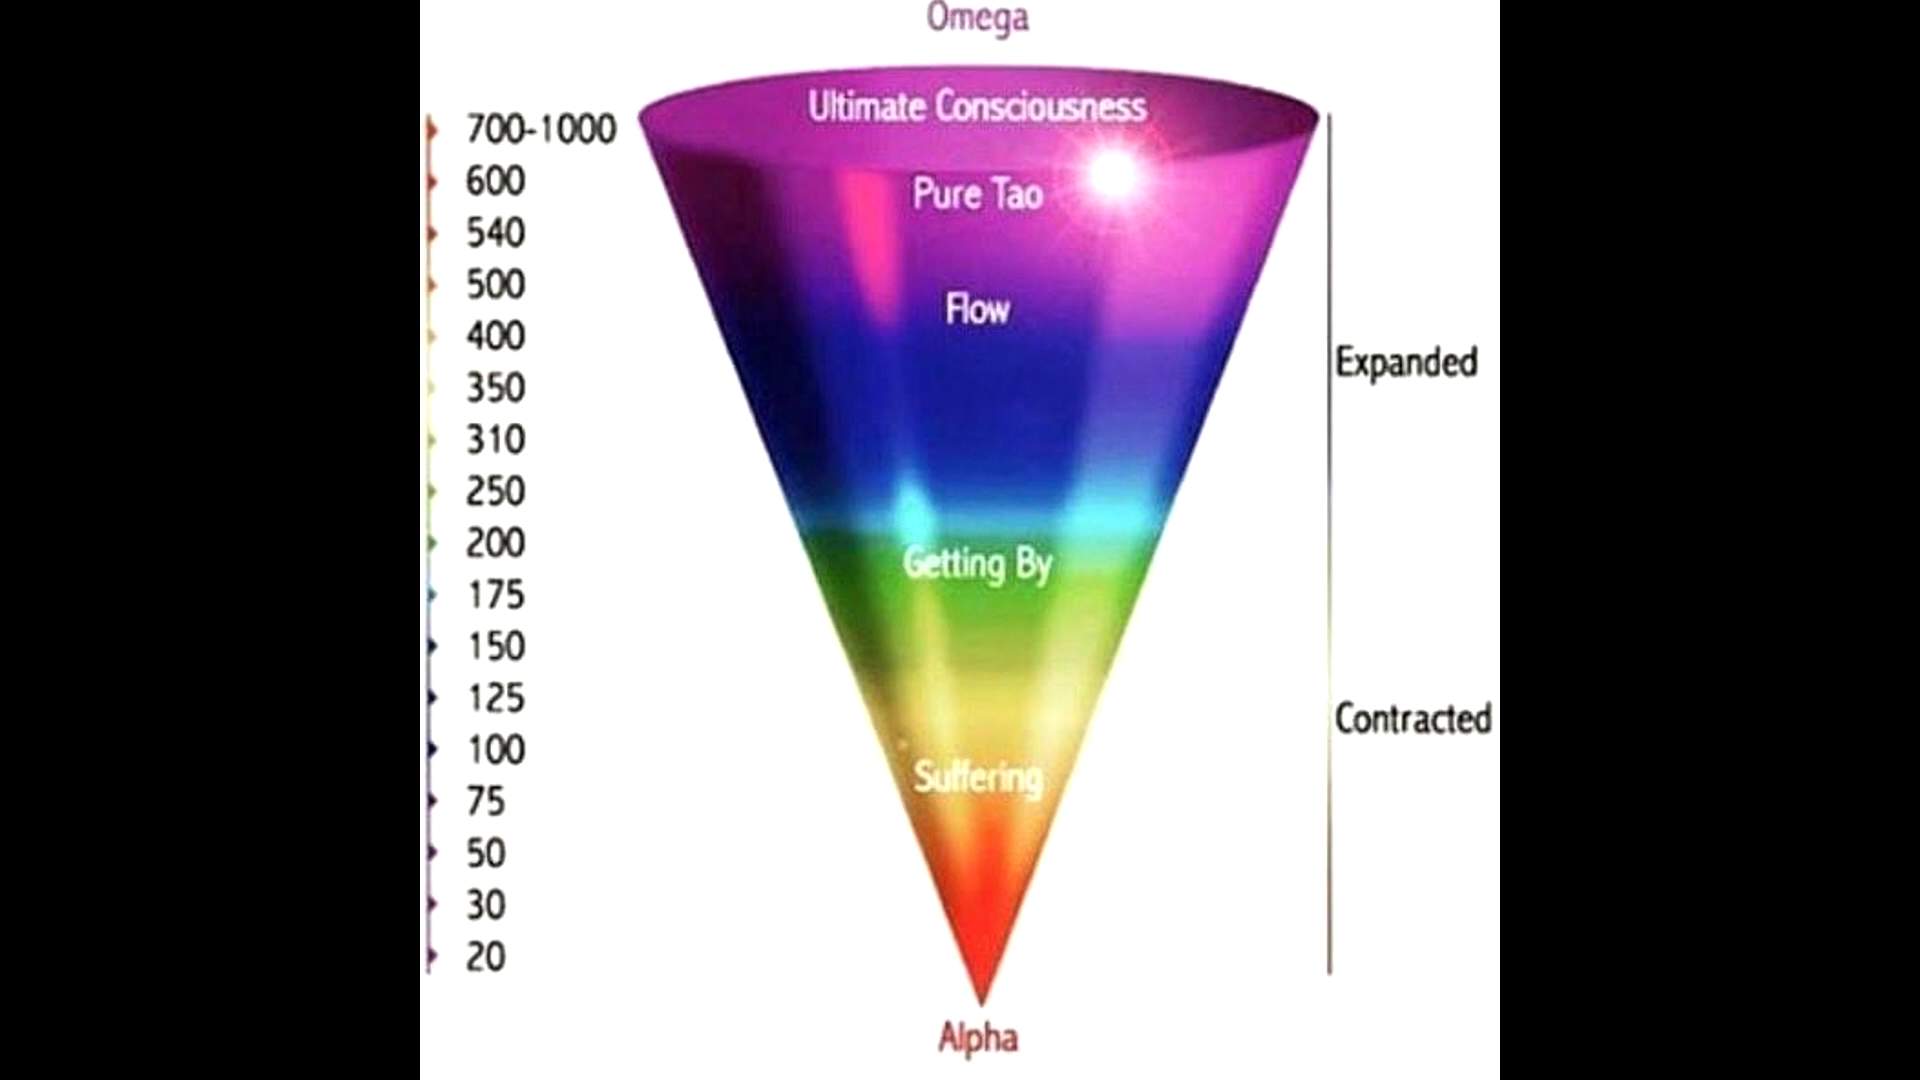 Omega
Ultimate Consciousness
700-1000
600
Pure Tao
540
500
Flow
400
Expanded
350
310
250
200
Getting By
175
150
125
Contracted
100
Suffering
75
50
30
20
Alpha